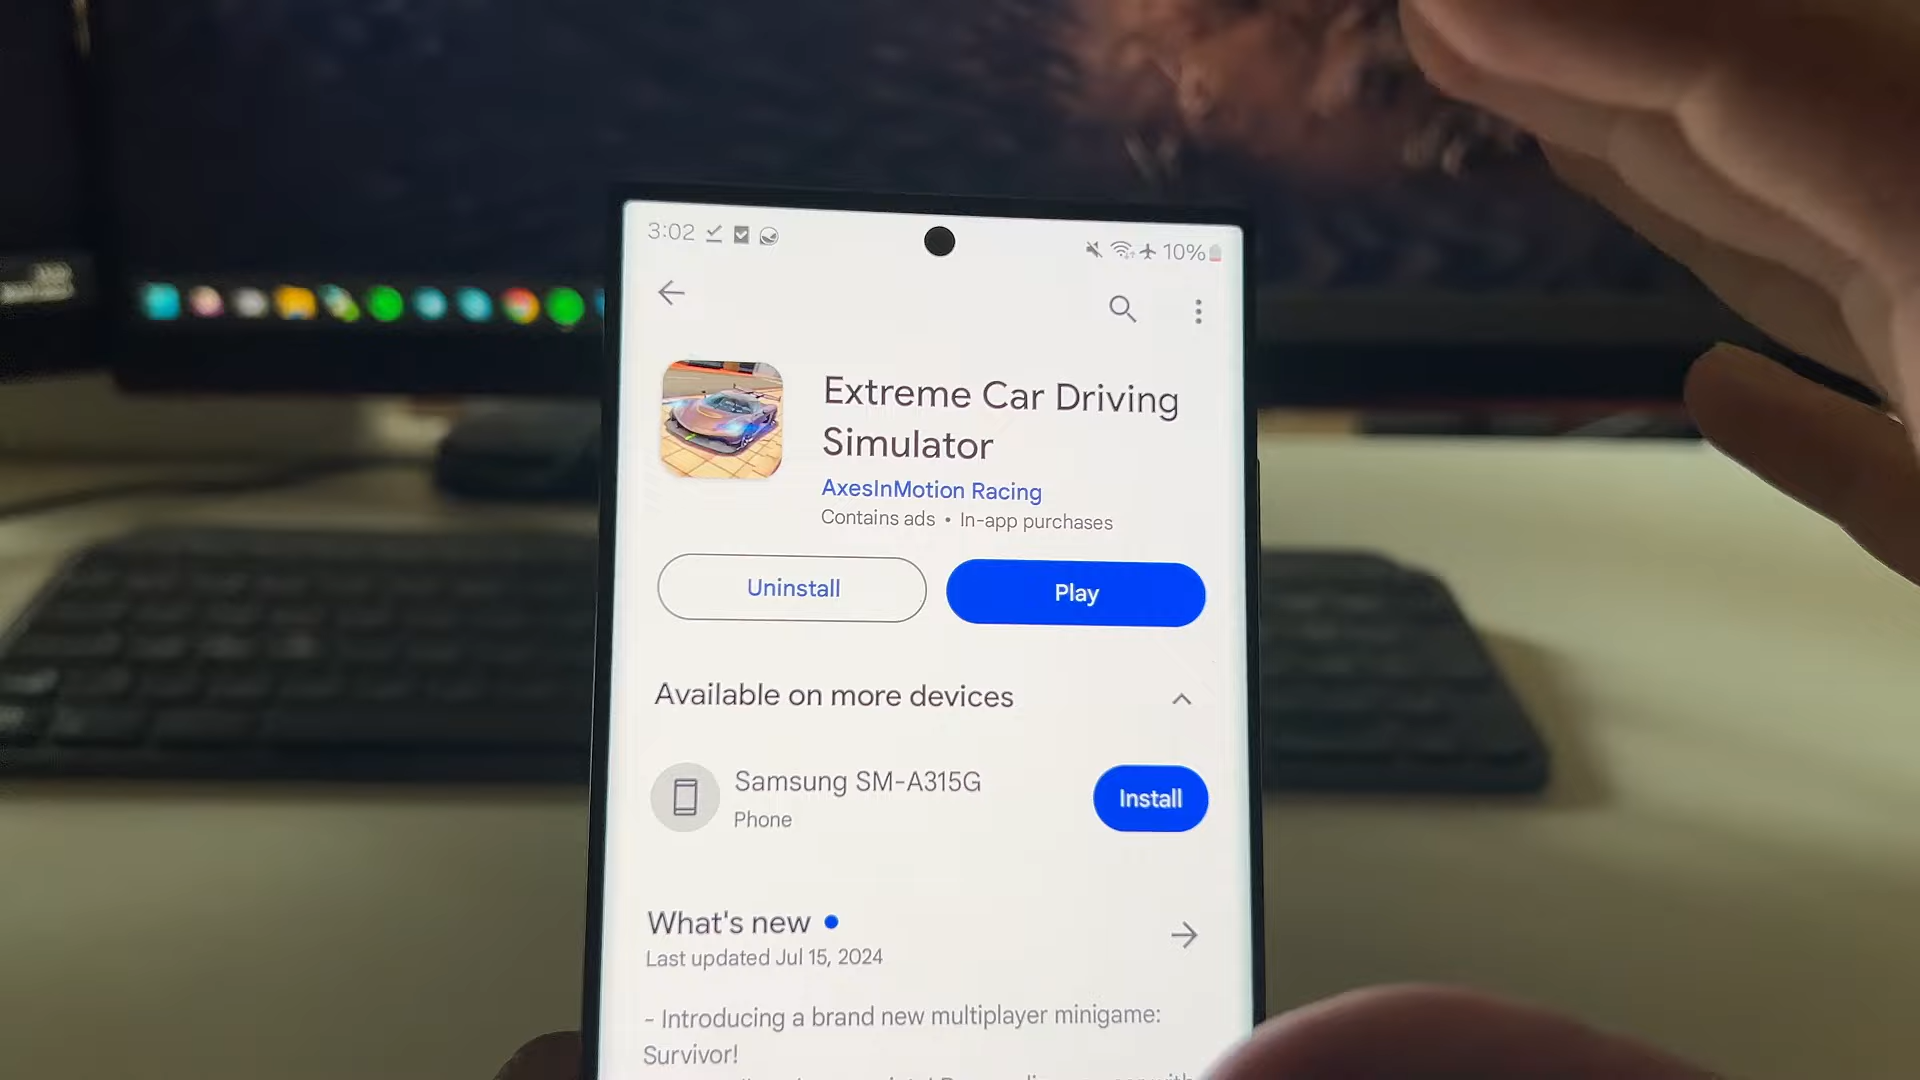 3:02
10%
Extreme Car Driving
Simulator
AxesInMotion Racing
Contains ads • In-app purchases
Uninstall
Play
Available on more devices
Samsung SM-A315G
Phone
Install
What's new
Last updated Jul 15, 2024
- Introducing a brand new multiplayer minigame:
Survivor!